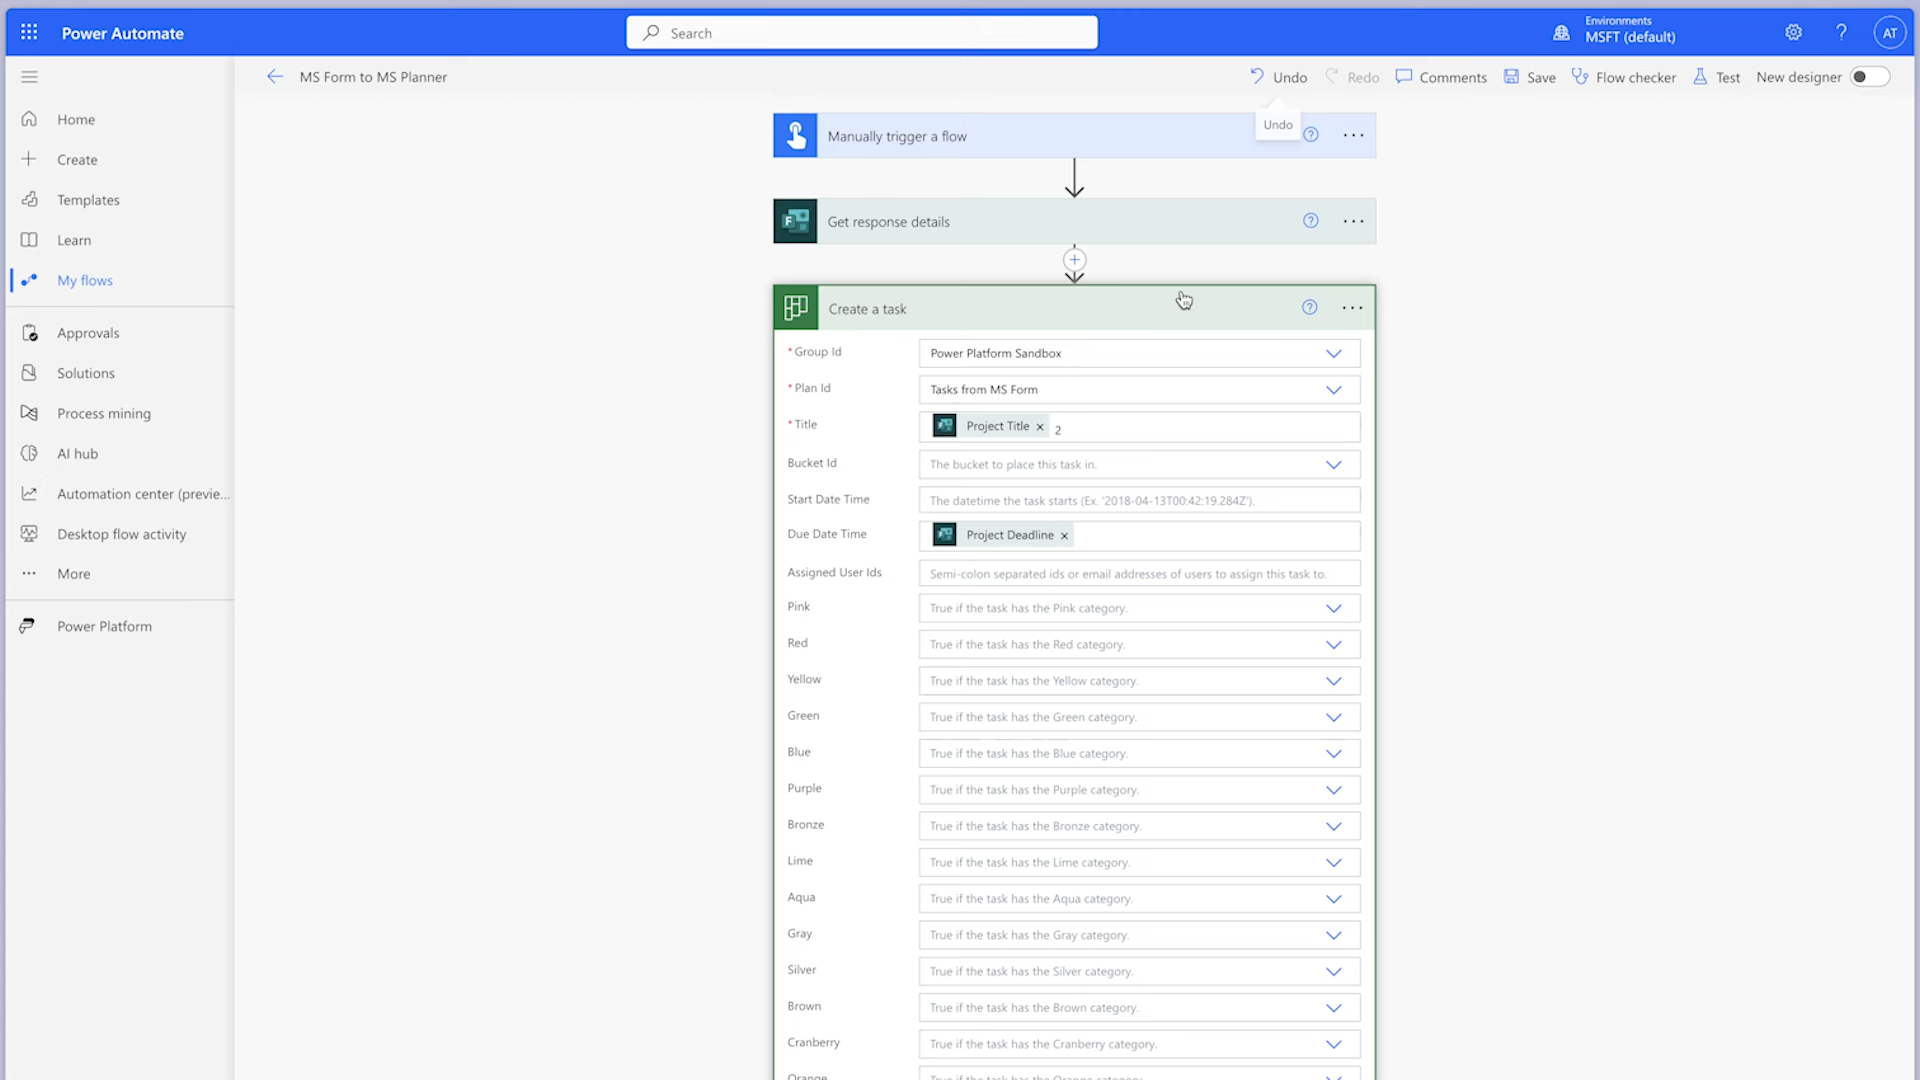 Power Automate
Search
Environments
MSFT (default)
?
AT
MS Form to MS Planner
Undo
Redo
Comments
Save
Flow checker
Test
New designer
Home
Create
Templates
Learn
My flows
Approvals
Solutions
Process mining
AI hub
Automation center (previe...
Desktop flow activity
More
Power Platform
Manually trigger a flow
Undo
Get response details
Create a task
* Group Id
Power Platform Sandbox
* Plan Id
Tasks from MS Form
* Title
Project Title × 2
Bucket Id
The bucket to place this task in.
Start Date Time
The datetime the task starts (Ex. '2018-04-13T00:42:19.284Z').
Due Date Time
Project Deadline ×
Assigned User Ids
Semi-colon separated ids or email addresses of users to assign this task to.
Pink
True if the task has the Pink category.
Red
True if the task has the Red category.
Yellow
True if the task has the Yellow category.
Green
True if the task has the Green category.
Blue
True if the task has the Blue category.
Purple
True if the task has the Purple category.
Bronze
True if the task has the Bronze category.
Lime
True if the task has the Lime category.
Aqua
True if the task has the Aqua category.
Gray
True if the task has the Gray category.
Silver
True if the task has the Silver category.
Brown
True if the task has the Brown category.
Cranberry
True if the task has the Cranberry category.
Orange
True if the task has the Orange category.